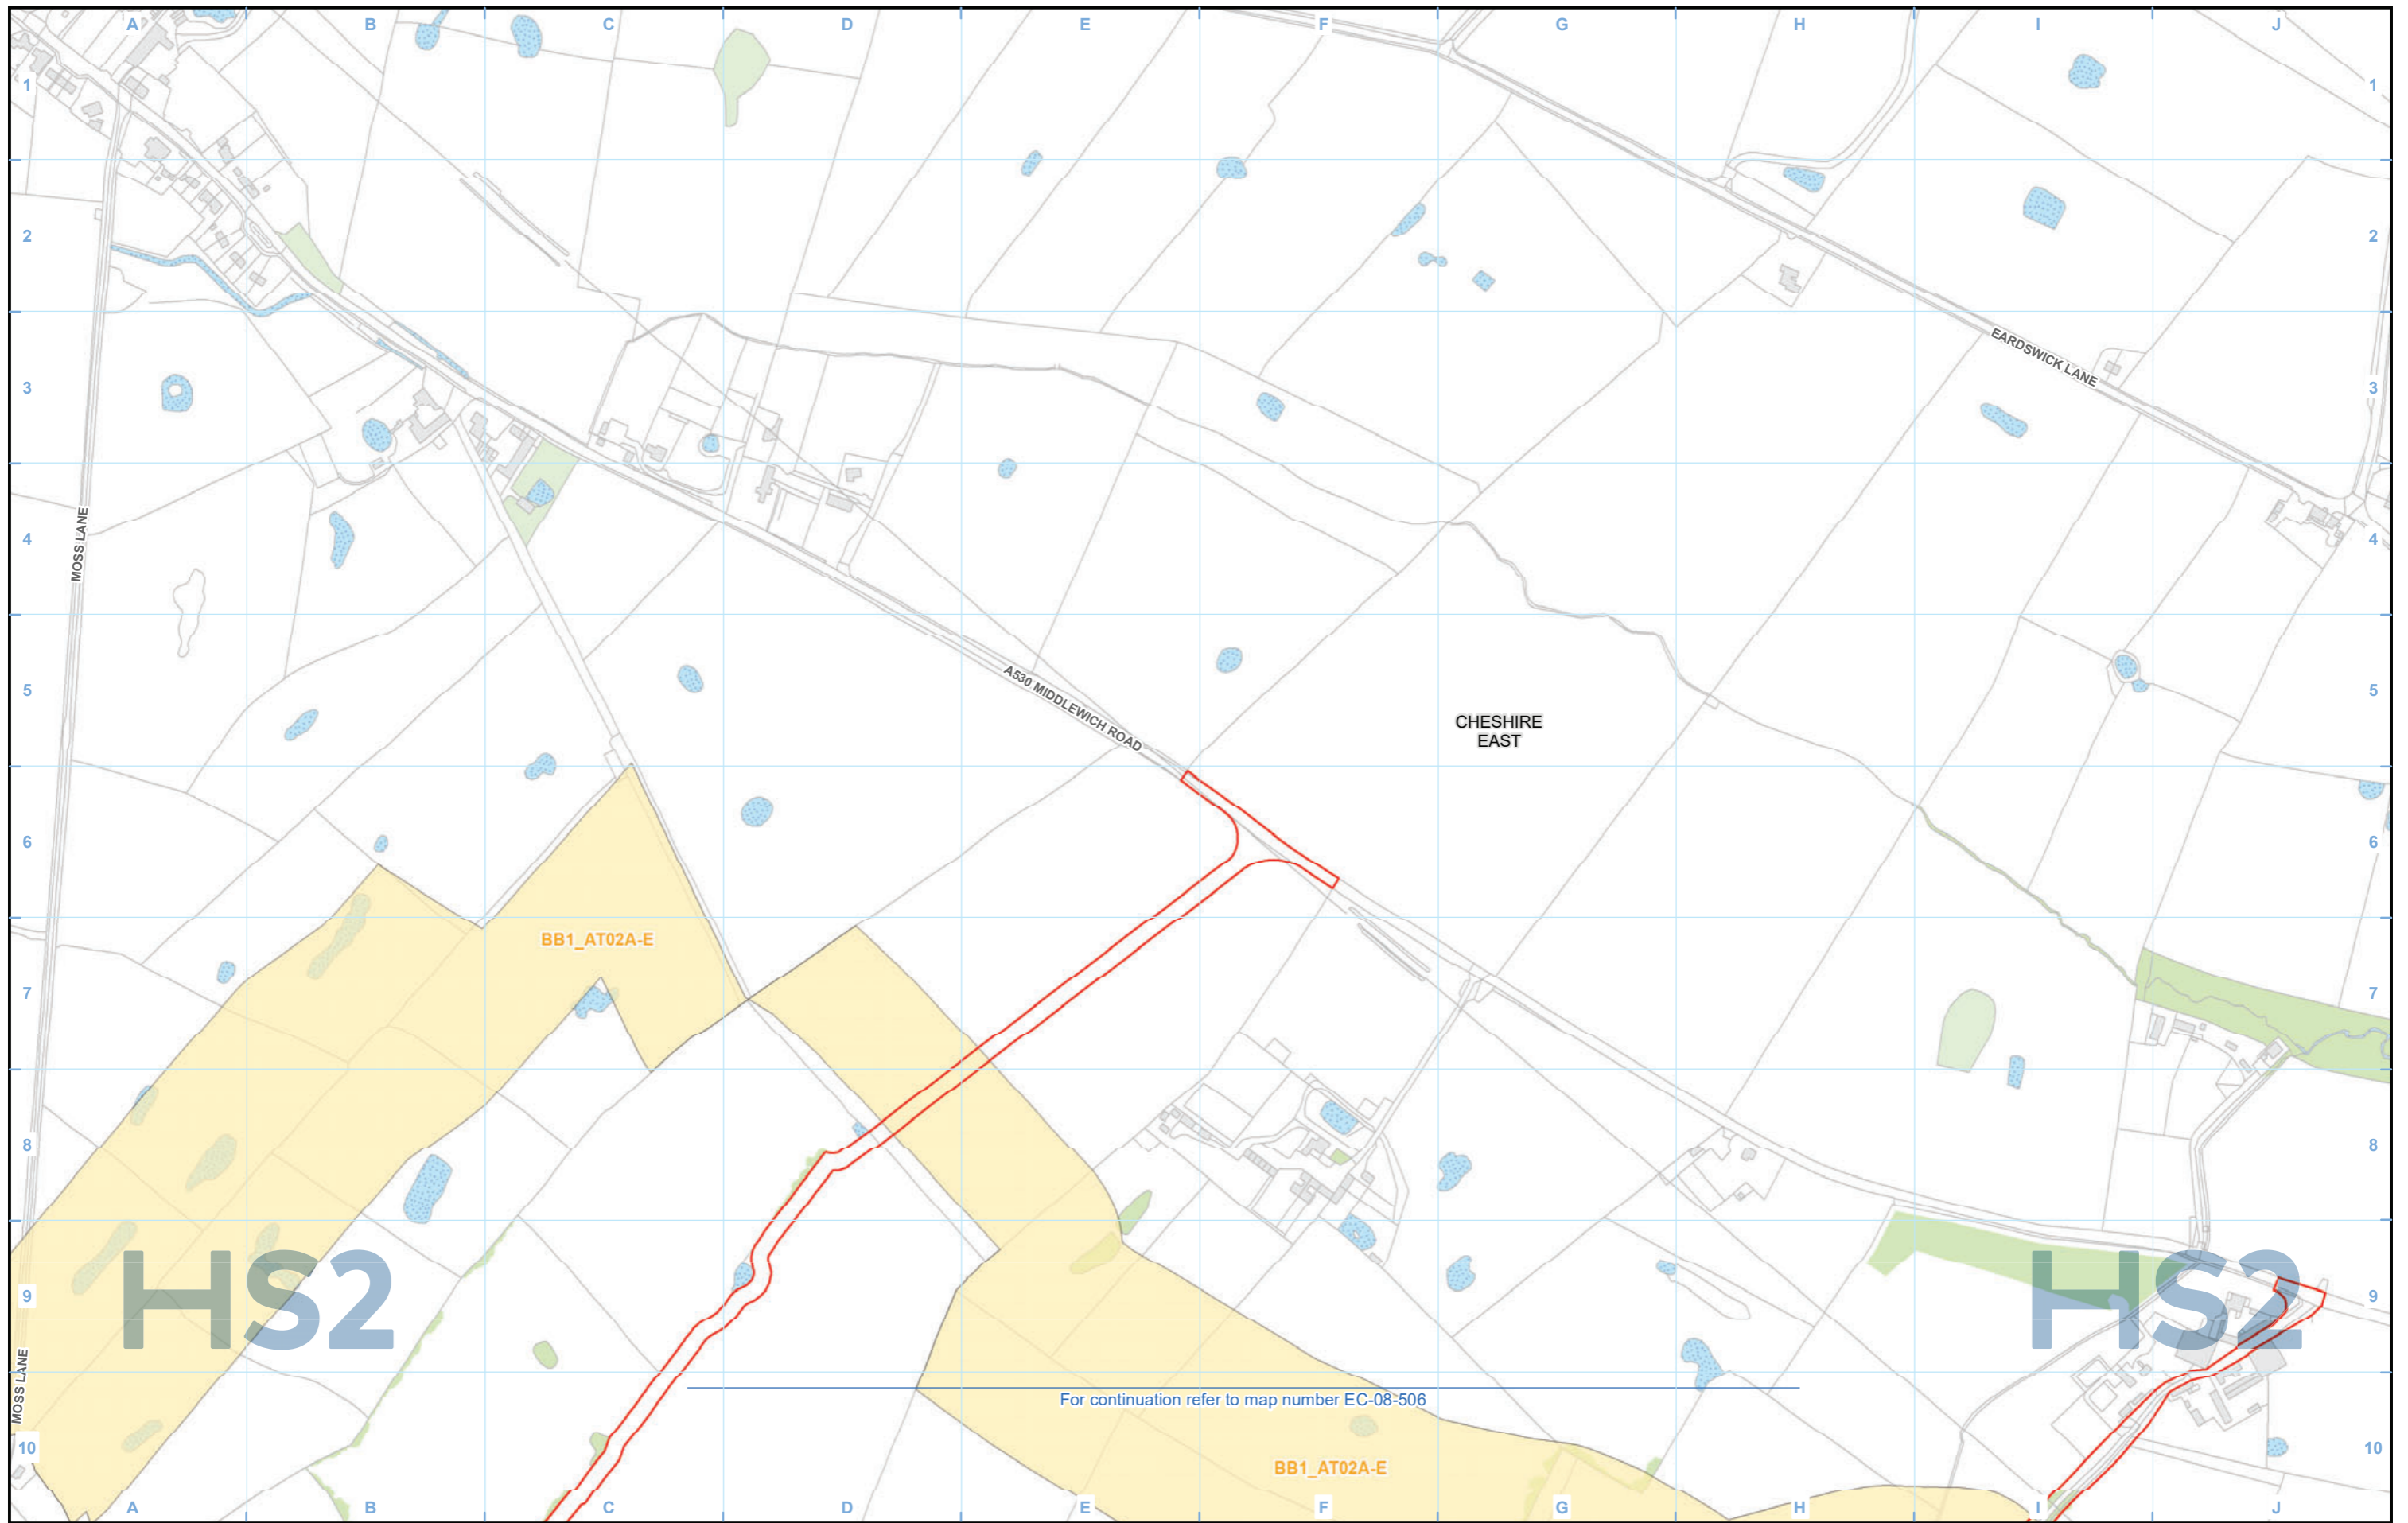 A B C D E F G H I J
1 1
2 2
EARDSWICK LANE
3 3
MOSS LANE
4 4
A530 MIDDLEWICH ROAD
5 5
CHESHIRE
EAST
6 6
BB1_AT02A-E
7 7
8 8
HS2 HS2
9 9
MOSS LANE
For continuation refer to map number EC-08-506
10 10
BB1_AT02A-E
A B C D E F G H I J